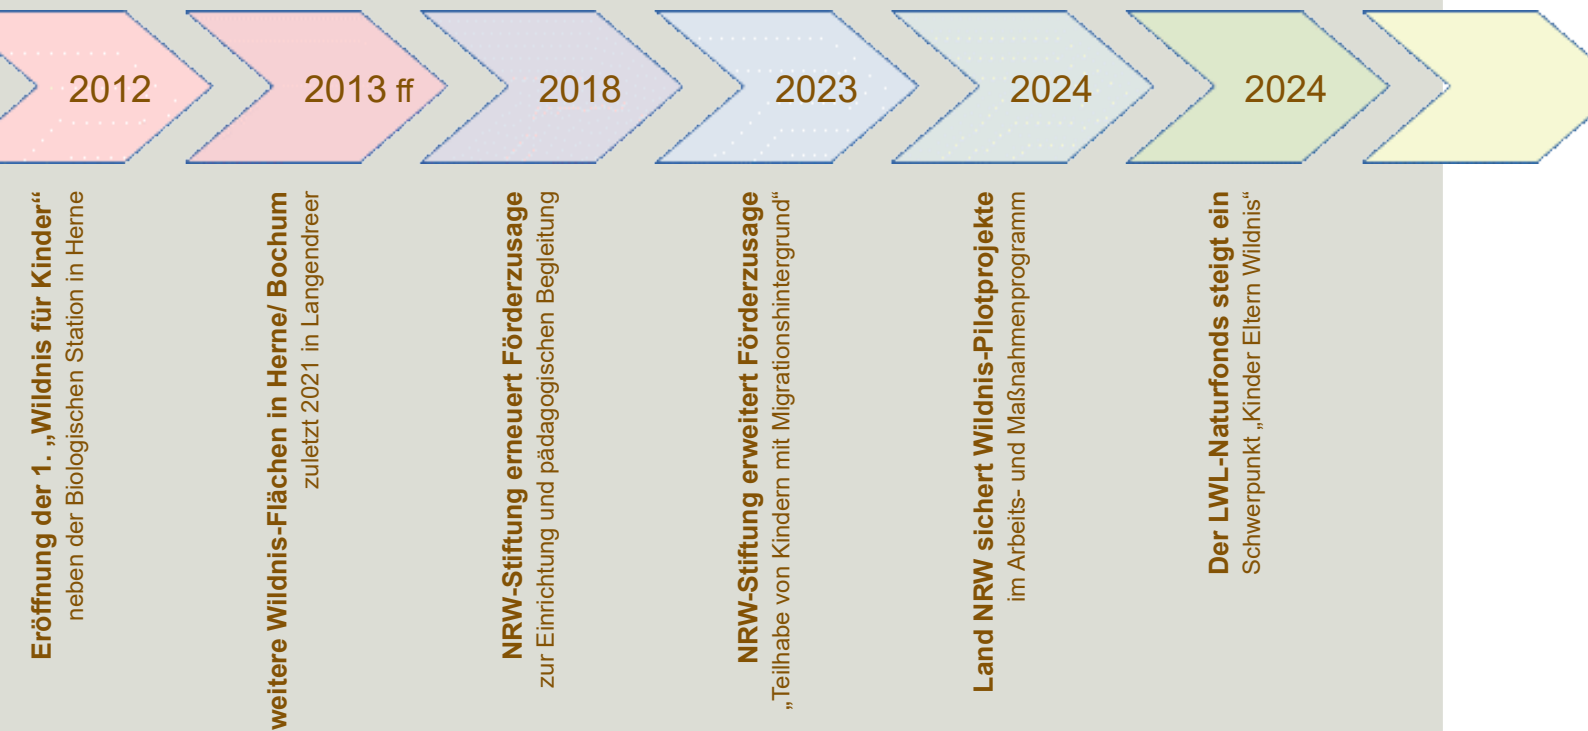 2012
2013 ff
2018
2023
2024
2024
Eröffnung der 1. „Wildnis für Kinder“
neben der Biologischen Station in Herne
weitere Wildnis-Flächen in Herne/ Bochum
zuletzt 2021 in Langendreer
NRW-Stiftung erneuert Förderzusage
zur Einrichtung und pädagogischen Begleitung
NRW-Stiftung erweitert Förderzusage
„Teilhabe von Kindern mit Migrationshintergrund“
Land NRW sichert Wildnis-Pilotprojekte
im Arbeits- und Maßnahmenprogramm
Der LWL-Naturfonds steigt ein
Schwerpunkt „Kinder Eltern Wildnis“